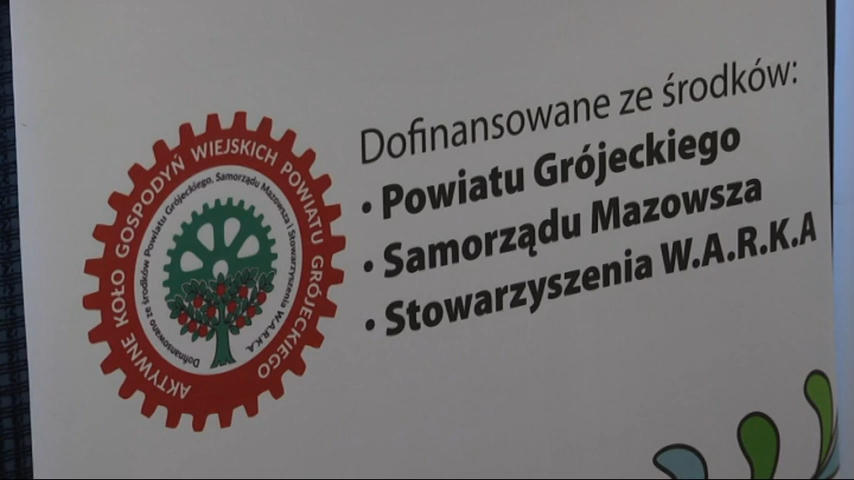 AKTYWNE KOŁO GOSPODYŃ WIEJSKICH POWIATU GRÓJECKIEGO
Dofinansowano ze środków Powiatu Grójeckiego, Samorządu Mazowsza i Stowarzyszenia W.A.R.K.A.
Dofinansowane ze środków:
• Powiatu Grójeckiego
• Samorządu Mazowsza
• Stowarzyszenia W.A.R.K.A